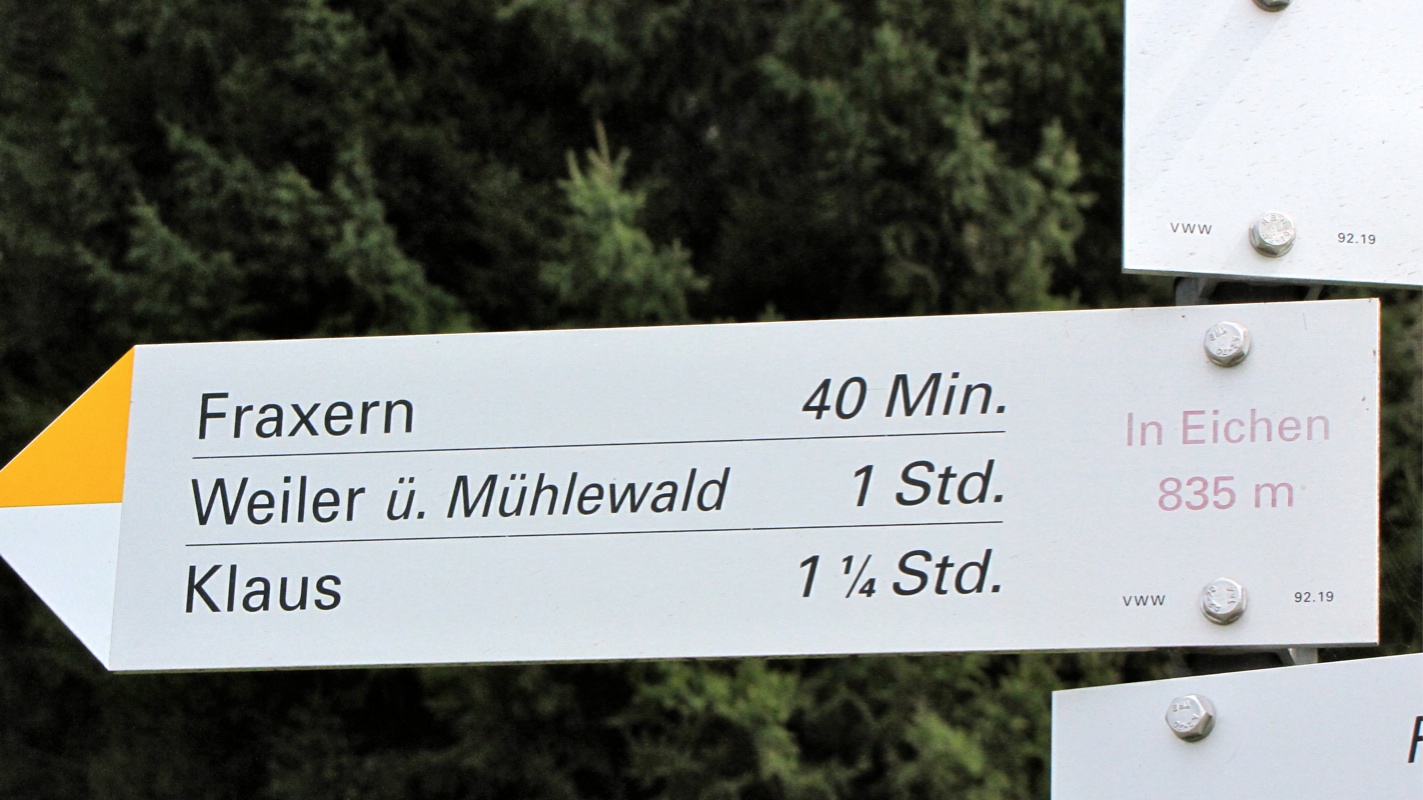 vww 92.19
Fraxern 40 Min.
Weiler ü. Mühlewald 1 Std.
Klaus 1 ¼ Std.
In Eichen
835 m
vww 92.19